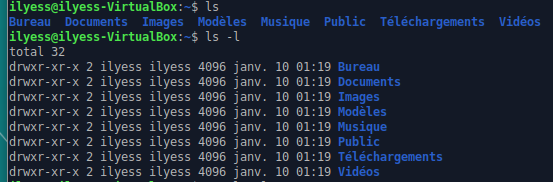 ilyess@ilyess-VirtualBox:~$ ls
Bureau  Documents  Images  Modèles  Musique  Public  Téléchargements  Vidéos
ilyess@ilyess-VirtualBox:~$ ls -l
total 32
drwxr-xr-x 2 ilyess ilyess 4096 janv. 10 01:19 Bureau
drwxr-xr-x 2 ilyess ilyess 4096 janv. 10 01:19 Documents
drwxr-xr-x 2 ilyess ilyess 4096 janv. 10 01:19 Images
drwxr-xr-x 2 ilyess ilyess 4096 janv. 10 01:19 Modèles
drwxr-xr-x 2 ilyess ilyess 4096 janv. 10 01:19 Musique
drwxr-xr-x 2 ilyess ilyess 4096 janv. 10 01:19 Public
drwxr-xr-x 2 ilyess ilyess 4096 janv. 10 01:19 Téléchargements
drwxr-xr-x 2 ilyess ilyess 4096 janv. 10 01:19 Vidéos